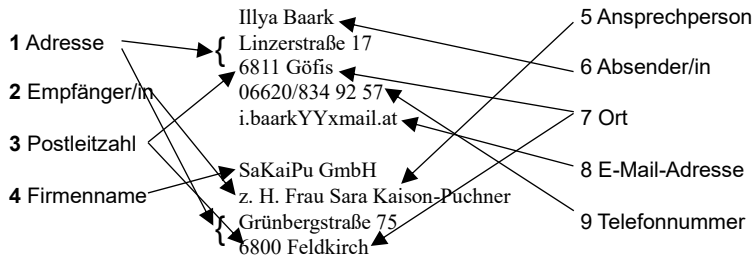 1 Adresse
2 Empfänger/in
3 Postleitzahl
4 Firmenname
Illya Baark
{ Linzerstraße 17
6811 Göfis
06620/834 92 57
i.baarkYYxmail.at
SaKaiPu GmbH
z. H. Frau Sara Kaison-Puchner
{ Grünbergstraße 75
6800 Feldkirch
5 Ansprechperson
6 Absender/in
7 Ort
8 E-Mail-Adresse
9 Telefonnummer